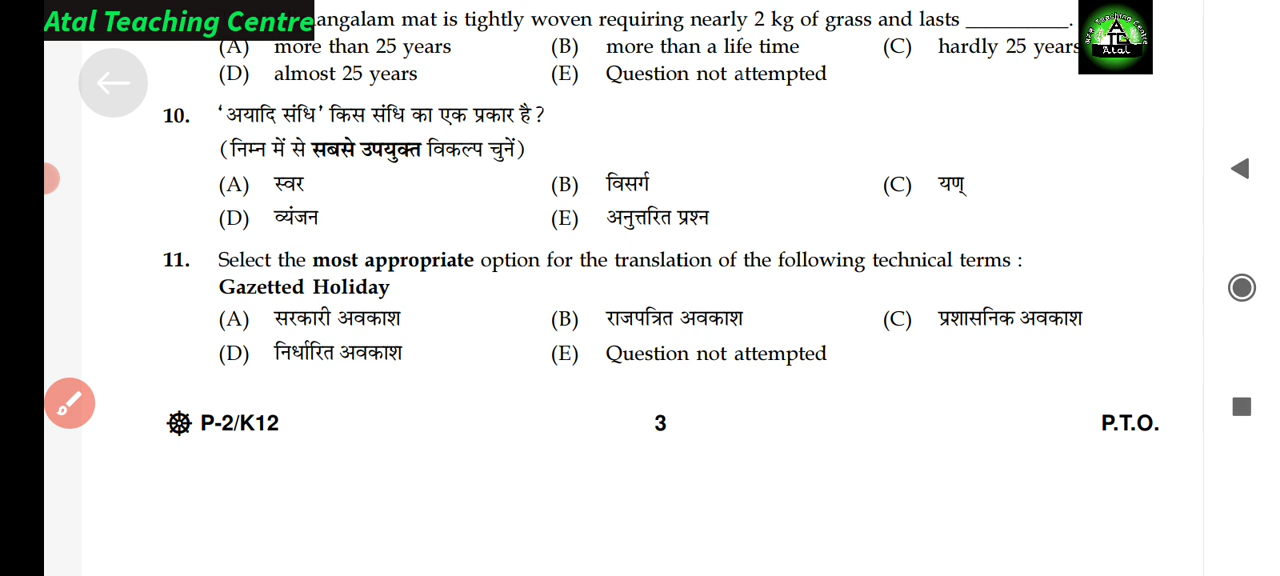 Atal Teaching Centre angalam mat is tightly woven requiring nearly 2 kg of grass and lasts __________.
(A) more than 25 years (B) more than a life time (C) hardly 25 years
(D) almost 25 years (E) Question not attempted
Atal
10. ‘अयादि संधि’ किस संधि का एक प्रकार है ?
(निम्न में से सबसे उपयुक्त विकल्प चुनें)
(A) स्वर (B) विसर्ग (C) यण्
(D) व्यंजन (E) अनुत्तरित प्रश्न
11. Select the most appropriate option for the translation of the following technical terms :
Gazetted Holiday
(A) सरकारी अवकाश (B) राजपत्रित अवकाश (C) प्रशासनिक अवकाश
(D) निर्धारित अवकाश (E) Question not attempted
P-2/K12 3 P.T.O.